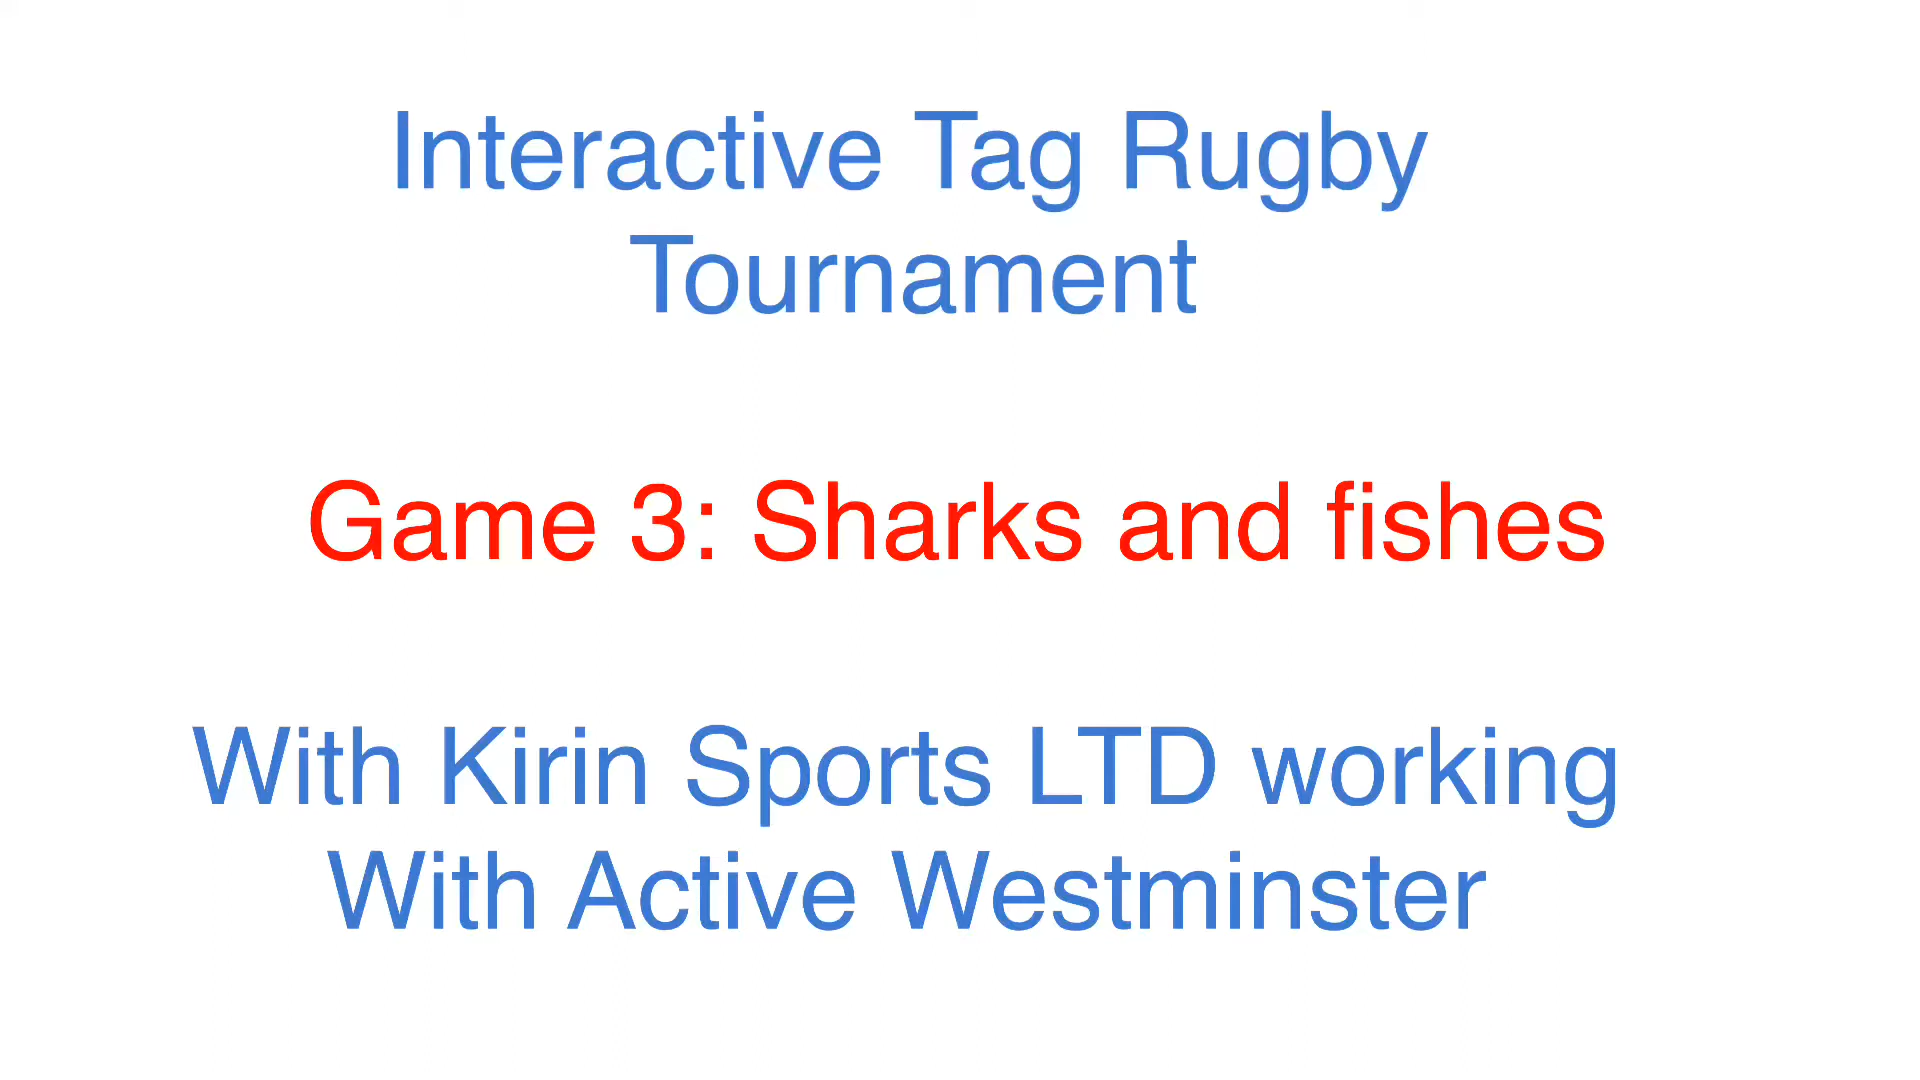 Interactive Tag Rugby
Tournament
Game 3: Sharks and fishes
With Kirin Sports LTD working
With Active Westminster